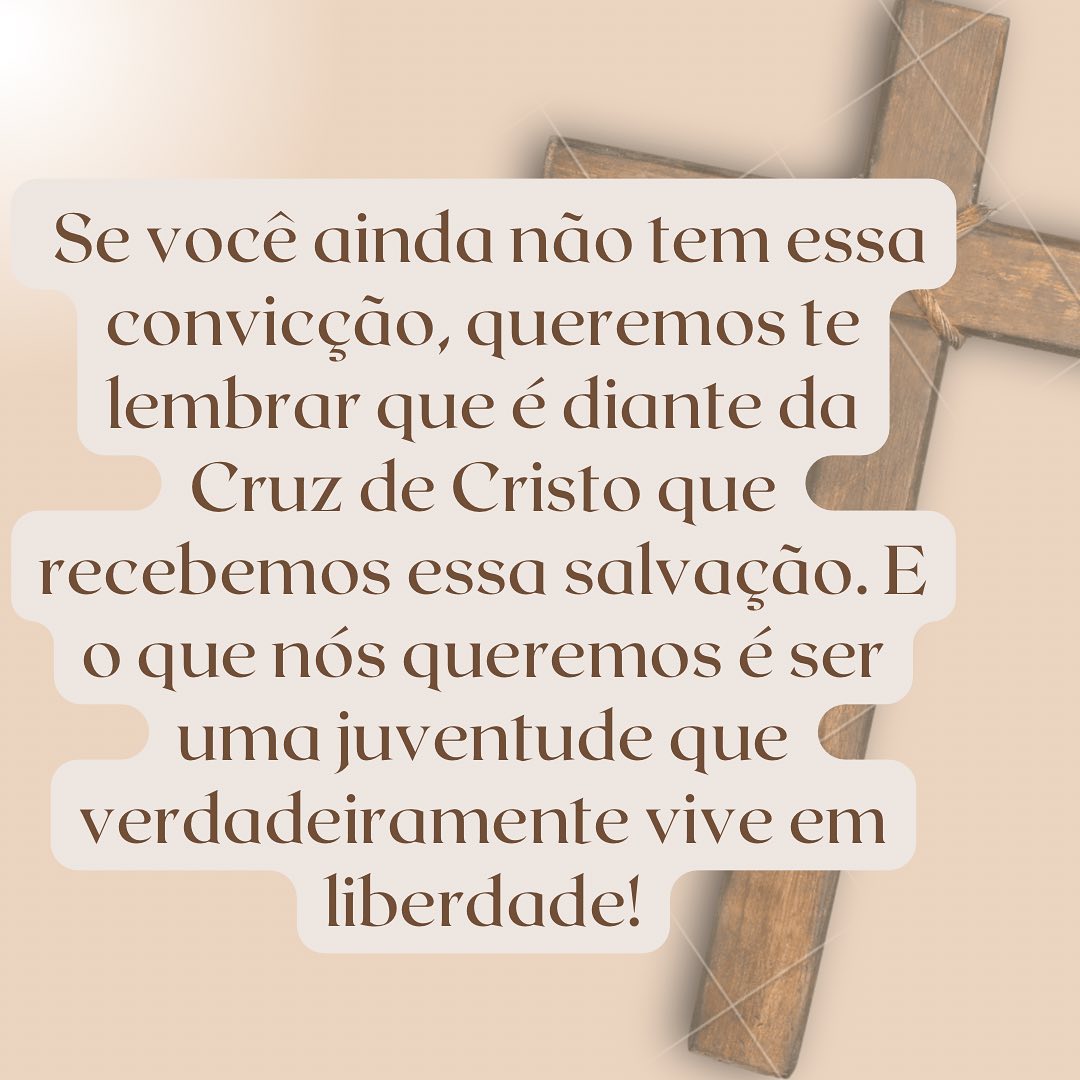 Se você ainda não tem essa
convicção, queremos te
lembrar que é diante da
Cruz de Cristo que
recebemos essa salvação. E
o que nós queremos é ser
uma juventude que
verdadeiramente vive em
liberdade!